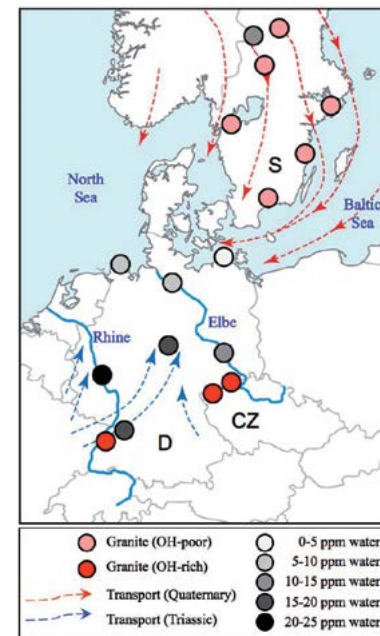 North
Sea
S
Baltic
Sea
Rhine
Elbe
D
CZ
Granite (OH-poor)
Granite (OH-rich)
Transport (Quaternary)
Transport (Triassic)
0-5 ppm water
5-10 ppm water
10-15 ppm water
15-20 ppm water
20-25 ppm water